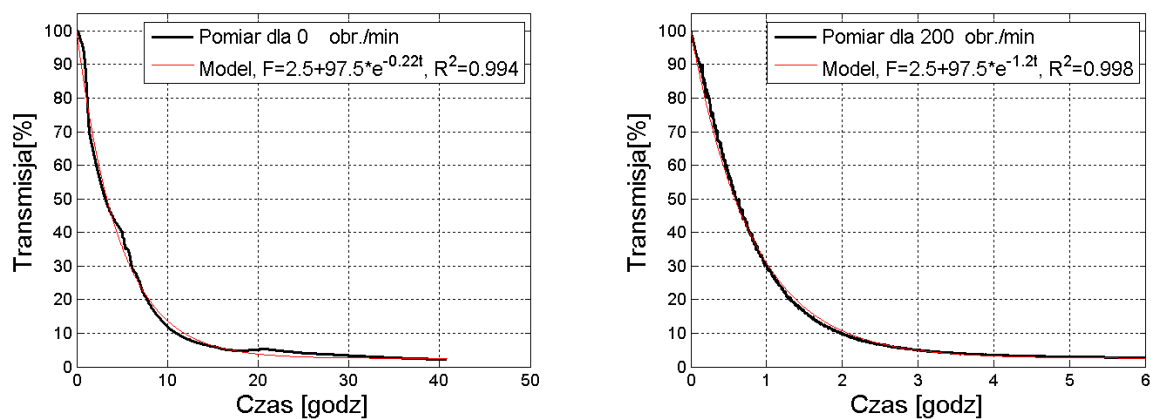 Pomiar dla 0 obr./min
Model, F=2.5+97.5*e^-0.22t, R^2=0.994
100
90
80
70
60
50
40
30
20
10
0
Transmisja[%]
0 10 20 30 40 50
Czas [godz]
Pomiar dla 200 obr./min
Model, F=2.5+97.5*e^-1.2t, R^2=0.998
100
90
80
70
60
50
40
30
20
10
0
Transmisja[%]
0 1 2 3 4 5 6
Czas [godz]